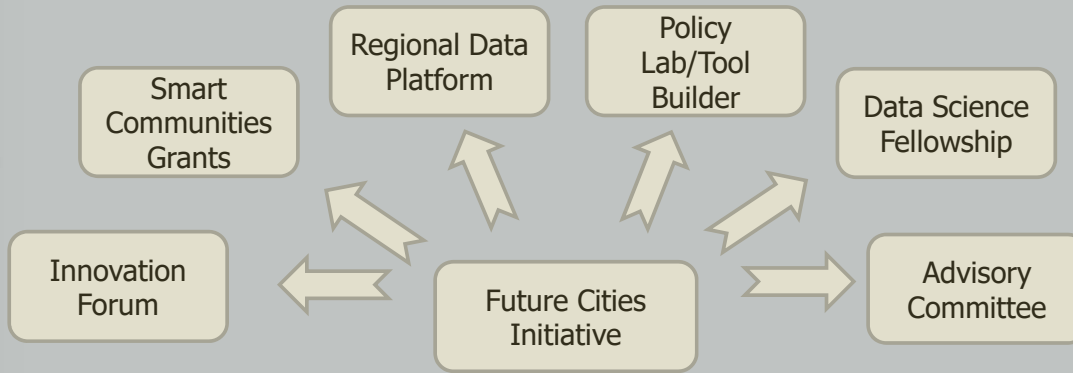 Regional Data
Platform
Policy
Lab/Tool
Builder
Smart
Communities
Grants
Data Science
Fellowship
Innovation
Forum
Future Cities
Initiative
Advisory
Committee